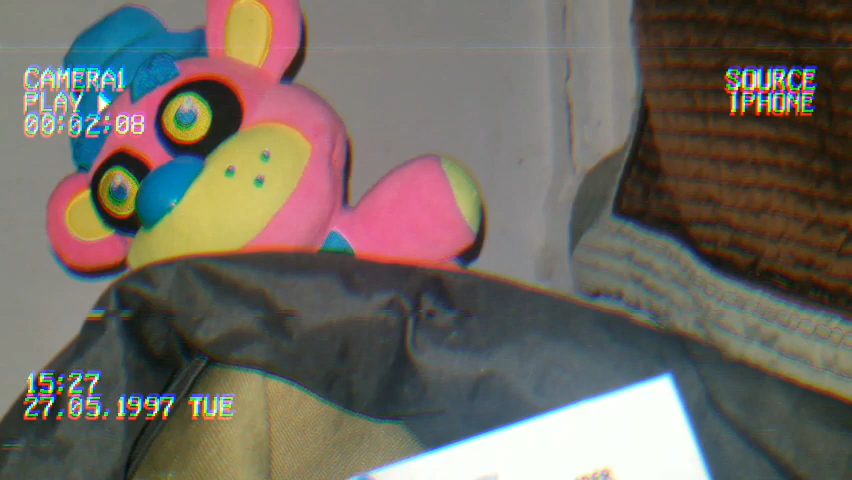 CAMERA1
PLAY
00:02:08
SOURCE
IPHONE
15:27
27.05.1997 TUE